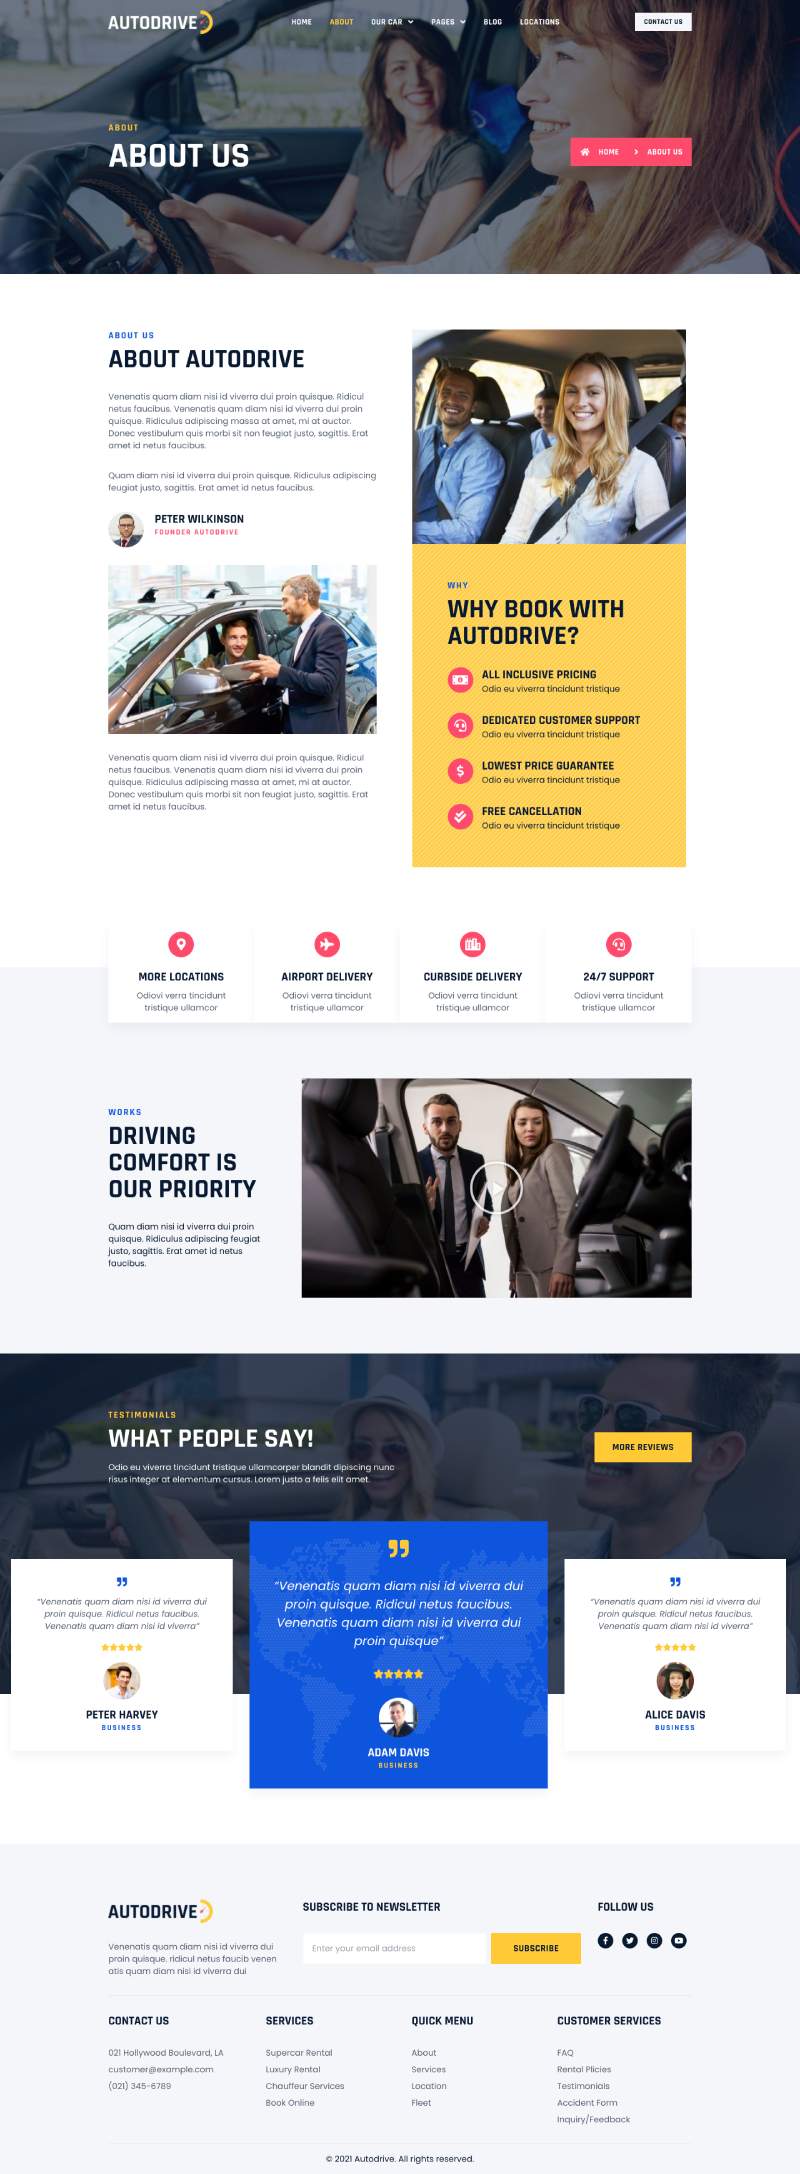 AUTODRIVE
HOME ABOUT OUR CAR PAGES BLOG LOCATIONS
CONTACT US
ABOUT
ABOUT US
HOME > ABOUT US
ABOUT US
ABOUT AUTODRIVE
Venenatis quam diam nisi id viverra dui proin quisque. Ridicul
netus faucibus. Venenatis quam diam nisi id viverra dui proin
quisque. Ridiculus adipiscing massa at amet, mi at auctor.
Donec vestibulum quis morbi sit non feugiat justo, sagittis. Erat
amet id netus faucibus.
Quam diam nisi id viverra dui proin quisque. Ridiculus adipiscing
feugiat justo, sagittis. Erat amet id netus faucibus.
PETER WILKINSON
FOUNDER AUTODRIVE
Venenatis quam diam nisi id viverra dui proin quisque. Ridicul
netus faucibus. Venenatis quam diam nisi id viverra dui proin
quisque. Ridiculus adipiscing massa at amet, mi at auctor.
Donec vestibulum quis morbi sit non feugiat justo, sagittis. Erat
amet id netus faucibus.
WHY
WHY BOOK WITH
AUTODRIVE?
ALL INCLUSIVE PRICING
Odio eu viverra tincidunt tristique
DEDICATED CUSTOMER SUPPORT
Odio eu viverra tincidunt tristique
LOWEST PRICE GUARANTEE
Odio eu viverra tincidunt tristique
FREE CANCELLATION
Odio eu viverra tincidunt tristique
MORE LOCATIONS
Odiovi verra tincidunt
tristique ullamcor
AIRPORT DELIVERY
Odiovi verra tincidunt
tristique ullamcor
CURBSIDE DELIVERY
Odiovi verra tincidunt
tristique ullamcor
24/7 SUPPORT
Odiovi verra tincidunt
tristique ullamcor
WORKS
DRIVING
COMFORT IS
OUR PRIORITY
Quam diam nisi id viverra dui proin
quisque. Ridiculus adipiscing feugiat
justo, sagittis. Erat amet id netus
faucibus.
TESTIMONIALS
WHAT PEOPLE SAY!
Odio eu viverra tincidunt tristique ullamcorper blandit dipiscing nunc
risus integer at elementum cursus. Lorem justo a felis elit amet.
MORE REVIEWS
“Venenatis quam diam nisi id viverra dui
proin quisque. Ridicul netus faucibus.
Venenatis quam diam nisi id viverra”
PETER HARVEY
BUSINESS
“Venenatis quam diam nisi id viverra dui
proin quisque. Ridicul netus faucibus.
Venenatis quam diam nisi id viverra dui
proin quisque”
ADAM DAVIS
BUSINESS
“Venenatis quam diam nisi id viverra dui
proin quisque. Ridicul netus faucibus.
Venenatis quam diam nisi id viverra”
ALICE DAVIS
BUSINESS
AUTODRIVE
Venenatis quam diam nisi id viverra dui
proin quisque. ridicul netus faucib venen
atis quam diam nisi id viverra dui
SUBSCRIBE TO NEWSLETTER
Enter your email address
SUBSCRIBE
FOLLOW US
CONTACT US
021 Hollywood Boulevard, LA
customer@example.com
(021) 345-6789
SERVICES
Supercar Rental
Luxury Rental
Chauffeur Services
Book Online
QUICK MENU
About
Services
Location
Fleet
CUSTOMER SERVICES
FAQ
Rental Plicies
Testimonials
Accident Form
Inquiry/Feedback
© 2021 Autodrive. All rights reserved.